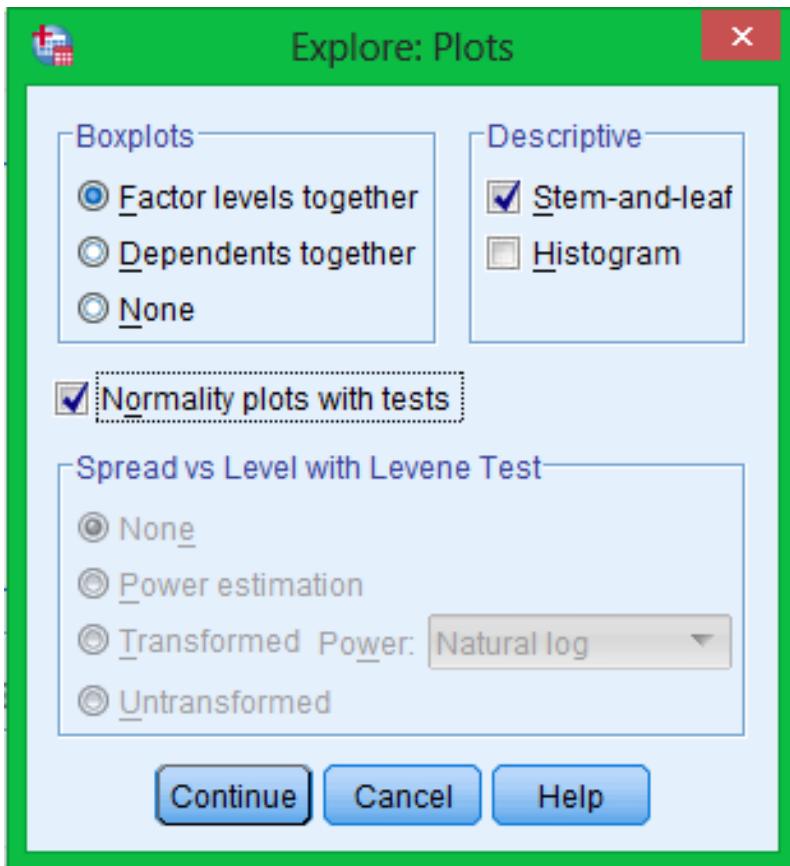 Explore: Plots
Boxplots
Factor levels together
Dependents together
None
Descriptive
Stem-and-leaf
Histogram
Normality plots with tests
Spread vs Level with Levene Test
None
Power estimation
Transformed Power: Natural log
Untransformed
Continue Cancel Help